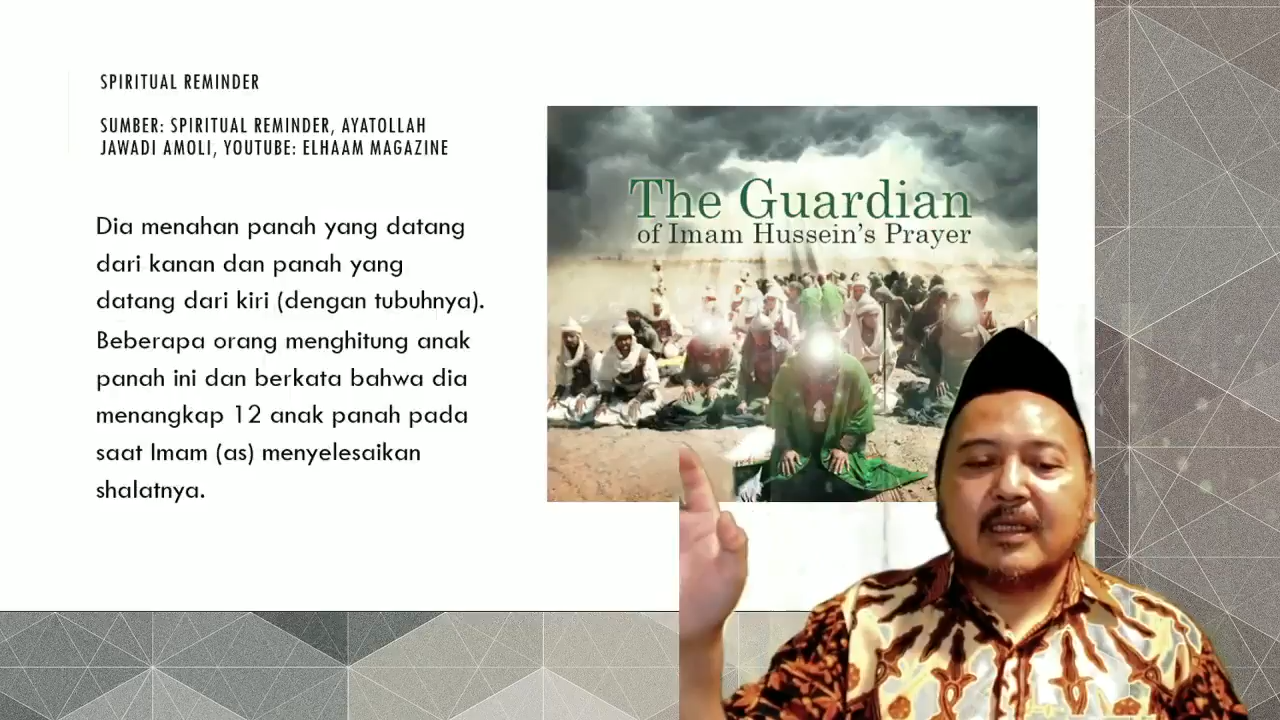 SPIRITUAL REMINDER
SUMBER: SPIRITUAL REMINDER, AYATOLLAH
JAWADI AMOLI, YOUTUBE: ELHAAM MAGAZINE
Dia menahan panah yang datang
dari kanan dan panah yang
datang dari kiri (dengan tubuhnya).
Beberapa orang menghitung anak
panah ini dan berkata bahwa dia
menangkap 12 anak panah pada
saat Imam (as) menyelesaikan
shalatnya.
The Guardian
of Imam Hussein's Prayer